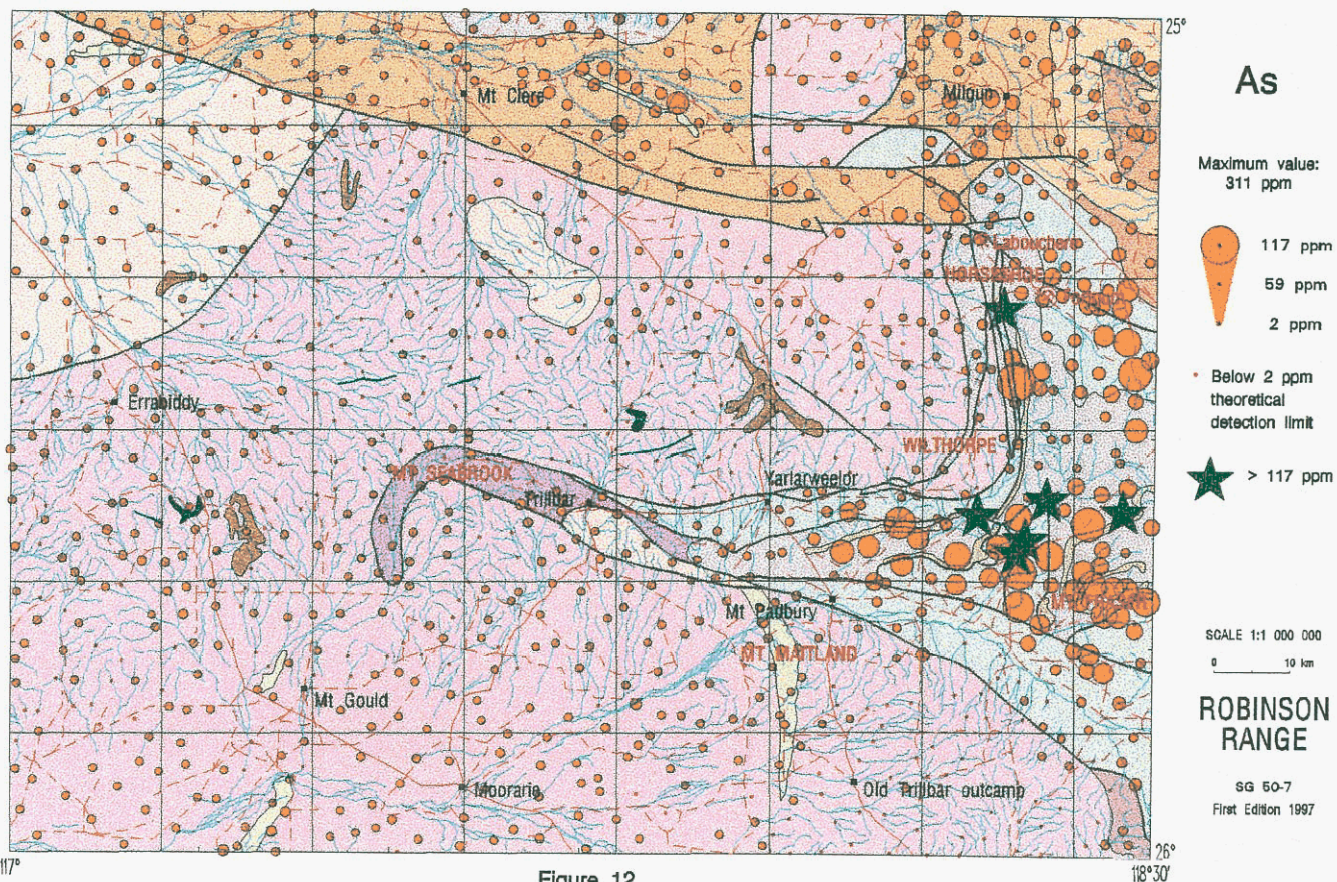 25°
As
Mt Clere
Milgun
Maximum value:
311 ppm
117 ppm
59 ppm
2 ppm
Labouchere
HORSESHOE
Below 2 ppm
theoretical
detection limit
Errabiddy
WILTHORPE
MT SEABROOK
Yarlarweelor
Trillbar
> 117 ppm
Mt Padbury
MT MAITLAND
SCALE 1:1 000 000
0 10 km
Mt Gould
ROBINSON
RANGE
Moorarie
Old Trillbar outcamp
SG 50-7
First Edition 1997
117°
26°
118°30'
Figure 12